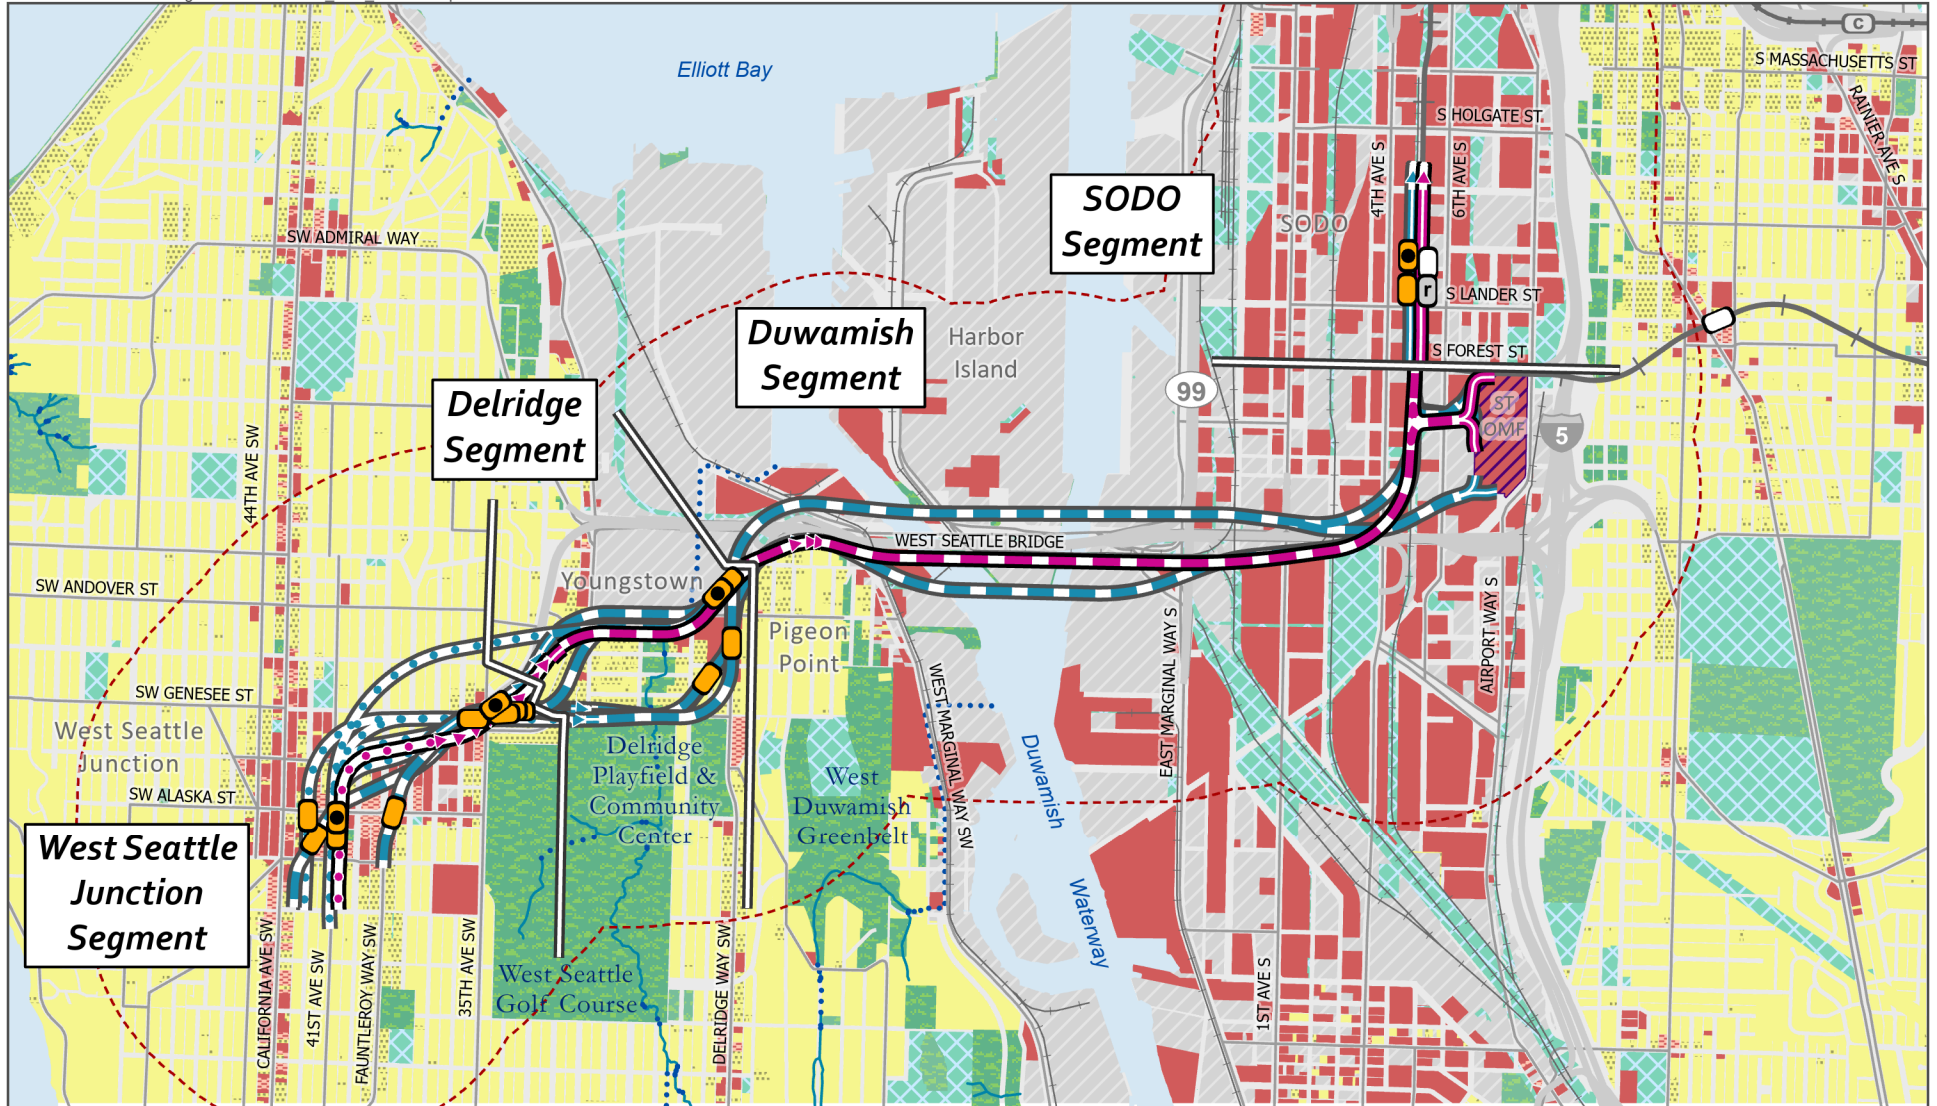 Elliott Bay
C
S MASSACHUSETTS ST
RAINIER AVE S
S HOLGATE ST
4TH AVE S
6TH AVE S
SODO
Segment
SODO
SW ADMIRAL WAY
S LANDER ST
r
Duwamish
Segment
Harbor
Island
S FOREST ST
99
Delridge
Segment
ST
OMF
5
44TH AVE SW
WEST SEATTLE BRIDGE
Youngstown
SW ANDOVER ST
Pigeon
Point
AIRPORT WAY S
EAST MARGINAL WAY S
WEST MARGINAL WAY SW
SW GENESEE ST
West Seattle
Junction
Delridge
Playfield &
Community
Center
West
Duwamish
Greenbelt
Duwamish
Waterway
SW ALASKA ST
West Seattle
Junction
Segment
CALIFORNIA AVE SW
41ST AVE SW
FAUNTLEROY WAY SW
35TH AVE SW
West Seattle
Golf Course
DELRIDGE WAY SW
1ST AVE S